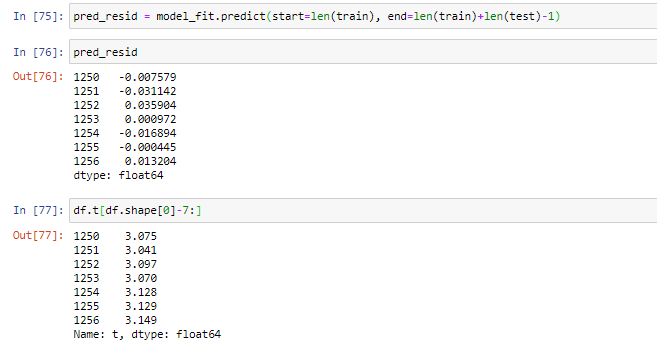 In [75]: pred_resid = model_fit.predict(start=len(train), end=len(train)+len(test)-1)
In [76]: pred_resid
Out[76]: 1250   -0.007579
1251   -0.031142
1252    0.035904
1253    0.000972
1254   -0.016894
1255   -0.000445
1256    0.013204
dtype: float64
In [77]: df.t[df.shape[0]-7:]
Out[77]: 1250    3.075
1251    3.041
1252    3.097
1253    3.070
1254    3.128
1255    3.129
1256    3.149
Name: t, dtype: float64